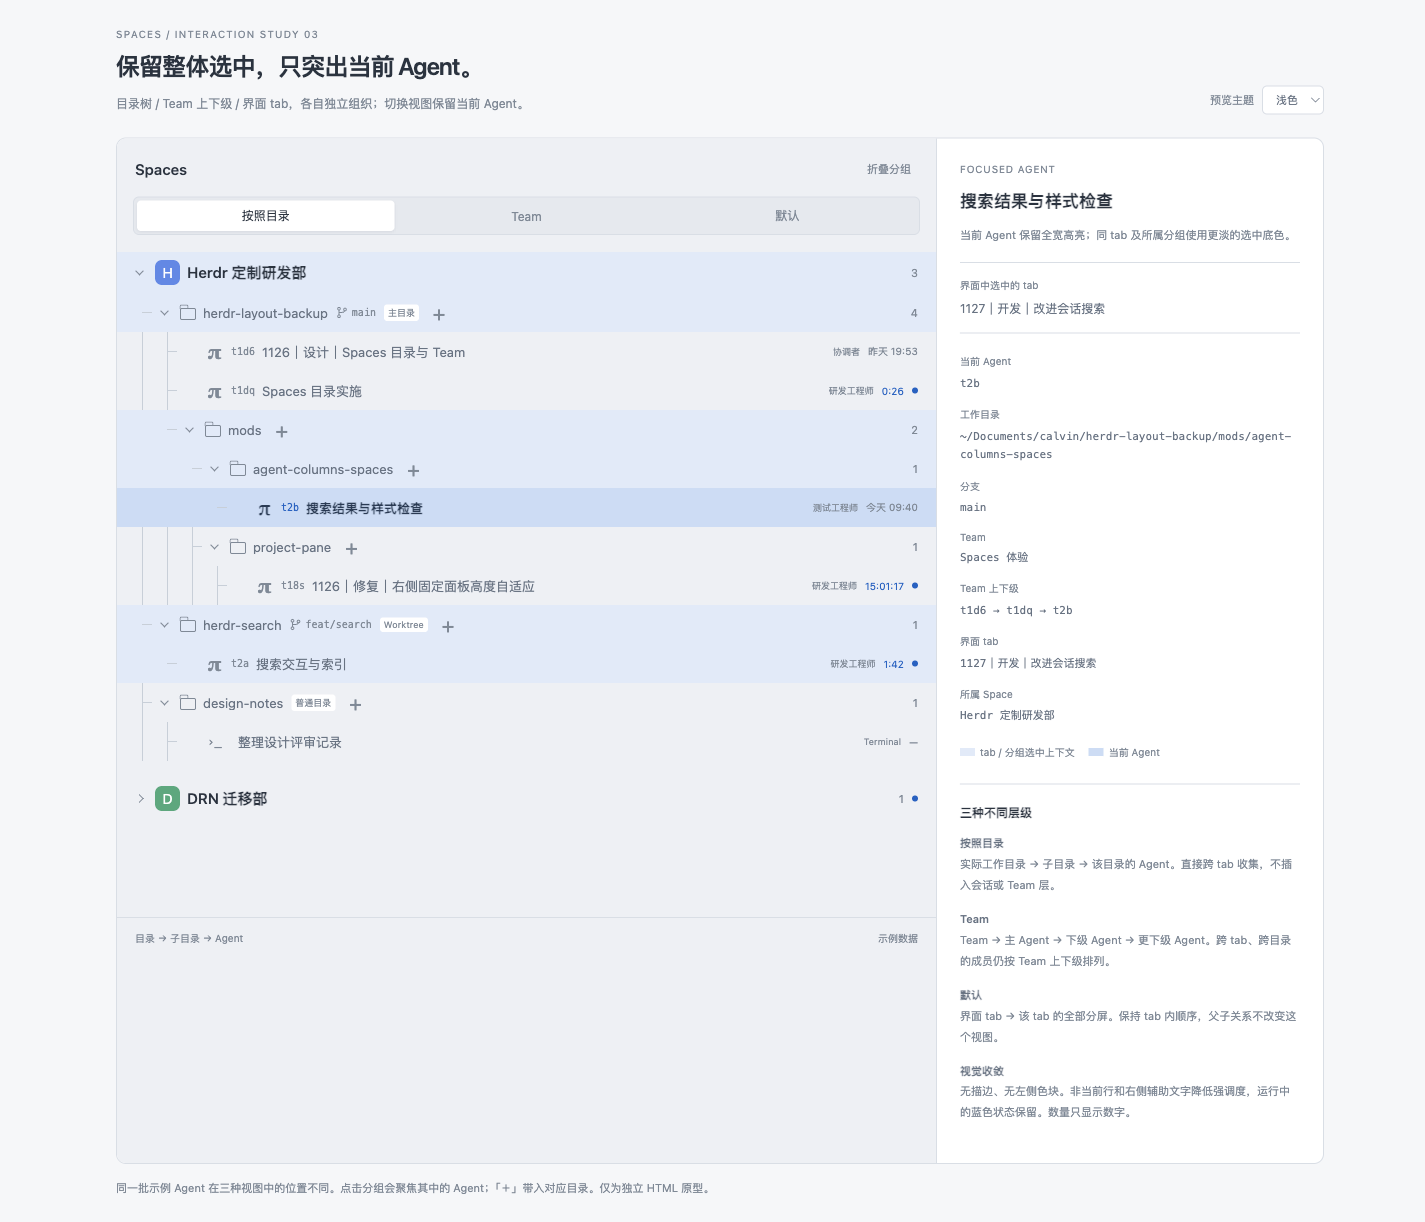 SPACES / INTERACTION STUDY 03
保留整体选中，只突出当前 Agent。
目录树 / Team 上下级 / 界面 tab，各自独立组织；切换视图保留当前 Agent。
预览主题 浅色
Spaces 折叠分组
按照目录 Team 默认
H Herdr 定制研发部 3
herdr-layout-backup main 主目录 + 4
t1d6 1126｜设计｜Spaces 目录与 Team 协调者 昨天 19:53
t1dq Spaces 目录实施 研发工程师 0:26
mods + 2
agent-columns-spaces + 1
t2b 搜索结果与样式检查 测试工程师 今天 09:40
project-pane + 1
t18s 1126｜修复｜右侧固定面板高度自适应 研发工程师 15:01:17
herdr-search feat/search Worktree + 1
t2a 搜索交互与索引 研发工程师 1:42
design-notes 普通目录 + 1
›_ 整理设计评审记录 Terminal —
D DRN 迁移部 1
目录 → 子目录 → Agent 示例数据
FOCUSED AGENT
搜索结果与样式检查
当前 Agent 保留全宽高亮；同 tab 及所属分组使用更淡的选中底色。
界面中选中的 tab
1127｜开发｜改进会话搜索
当前 Agent
t2b
工作目录
~/Documents/calvin/herdr-layout-backup/mods/agent-
columns-spaces
分支
main
Team
Spaces 体验
Team 上下级
t1d6 → t1dq → t2b
界面 tab
1127｜开发｜改进会话搜索
所属 Space
Herdr 定制研发部
tab / 分组选中上下文 当前 Agent
三种不同层级
按照目录
实际工作目录 → 子目录 → 该目录的 Agent。直接跨 tab 收集，不插
入会话或 Team 层。
Team
Team → 主 Agent → 下级 Agent → 更下级 Agent。跨 tab、跨目录
的成员仍按 Team 上下级排列。
默认
界面 tab → 该 tab 的全部分屏。保持 tab 内顺序，父子关系不改变这
个视图。
视觉收敛
无描边、无左侧色块。非当前行和右侧辅助文字降低强调度，运行中
的蓝色状态保留。数量只显示数字。
同一批示例 Agent 在三种视图中的位置不同。点击分组会聚焦其中的 Agent；「＋」带入对应目录。仅为独立 HTML 原型。